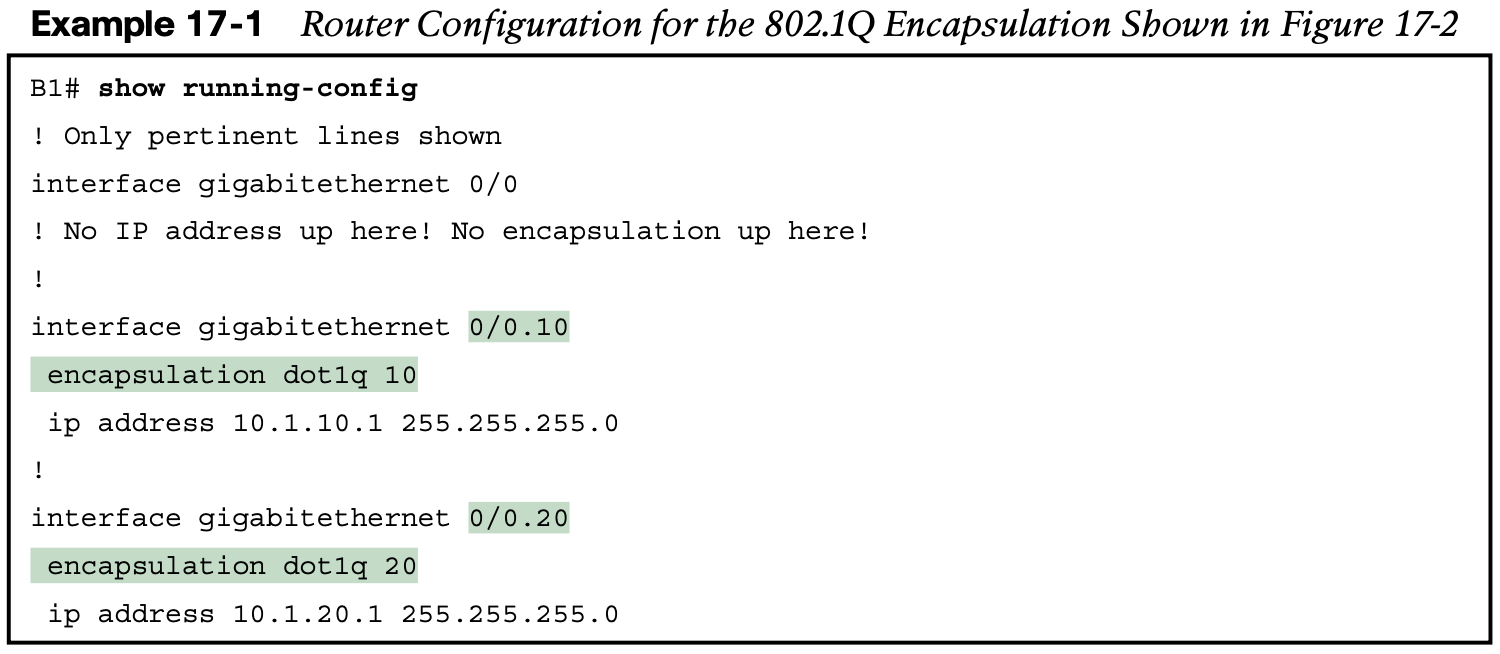 Example 17-1 Router Configuration for the 802.1Q Encapsulation Shown in Figure 17-2
B1# show running-config
! Only pertinent lines shown
interface gigabitethernet 0/0
! No IP address up here! No encapsulation up here!
!
interface gigabitethernet 0/0.10
 encapsulation dot1q 10
 ip address 10.1.10.1 255.255.255.0
!
interface gigabitethernet 0/0.20
 encapsulation dot1q 20
 ip address 10.1.20.1 255.255.255.0